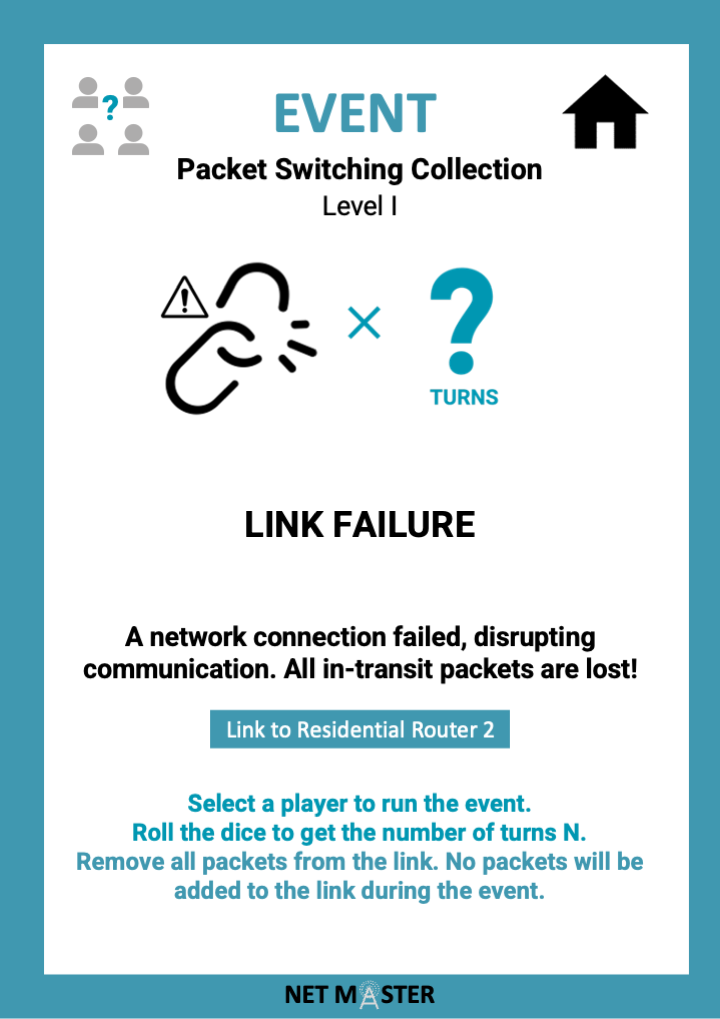 ?
EVENT
Packet Switching Collection
Level I
!
× ?
TURNS
LINK FAILURE
A network connection failed, disrupting
communication. All in-transit packets are lost!
Link to Residential Router 2
Select a player to run the event.
Roll the dice to get the number of turns N.
Remove all packets from the link. No packets will be
added to the link during the event.
NET MASTER